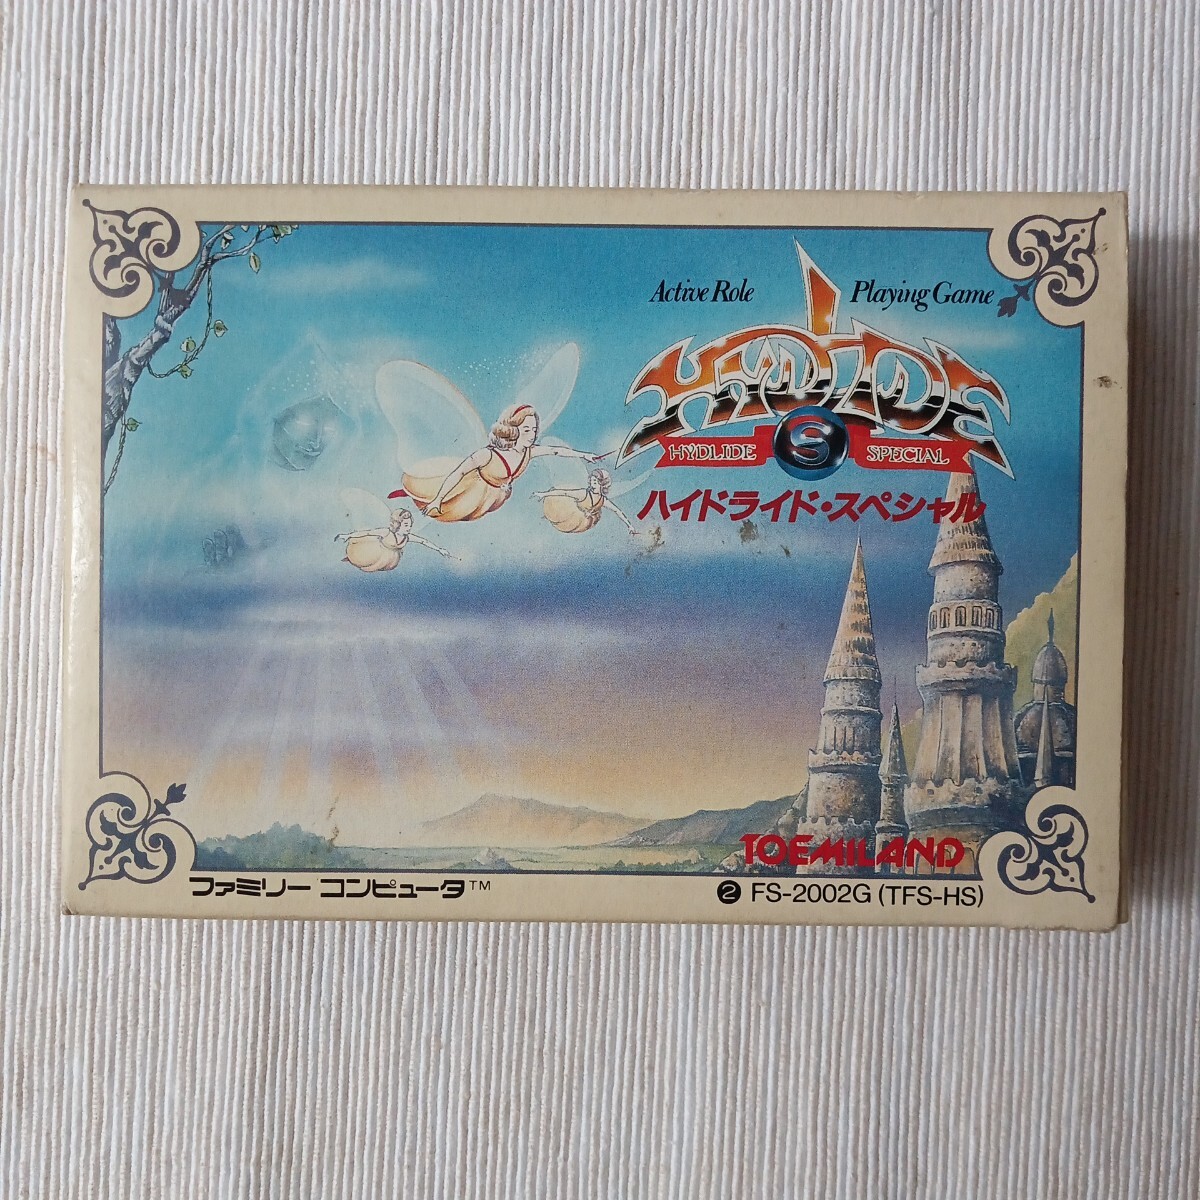 Active Role Playing Game
HYDLIDE
HYDLIDE S SPECIAL
ハイドライド・スペシャル
TOEMILAND
ファミリーコンピュータ™
❷ FS-2002G (TFS-HS)